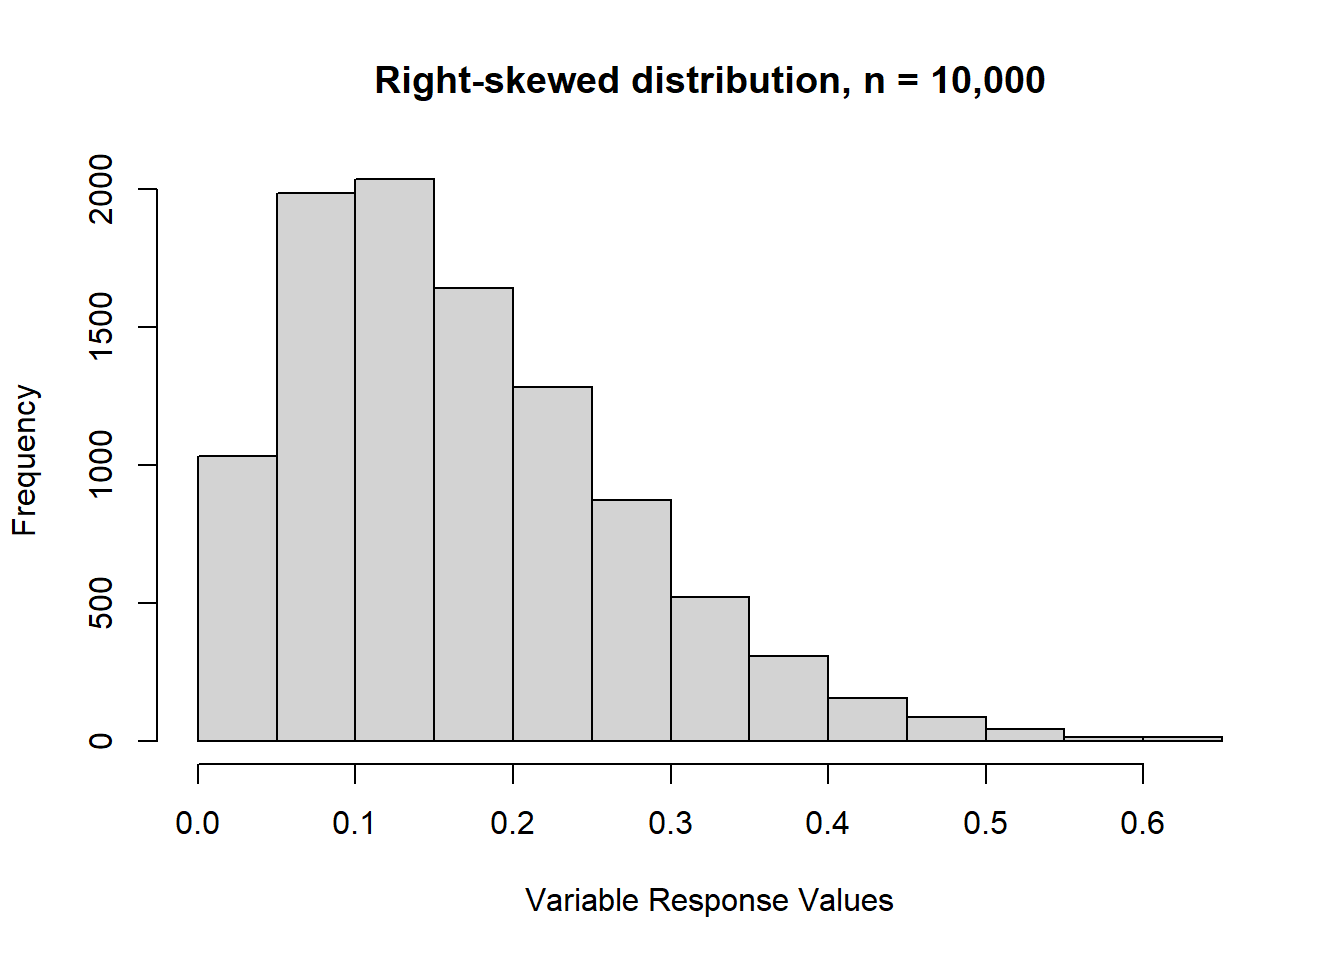 Right-skewed distribution, n = 10,000
Frequency
2000
1500
1000
500
0
0.0 0.1 0.2 0.3 0.4 0.5 0.6
Variable Response Values